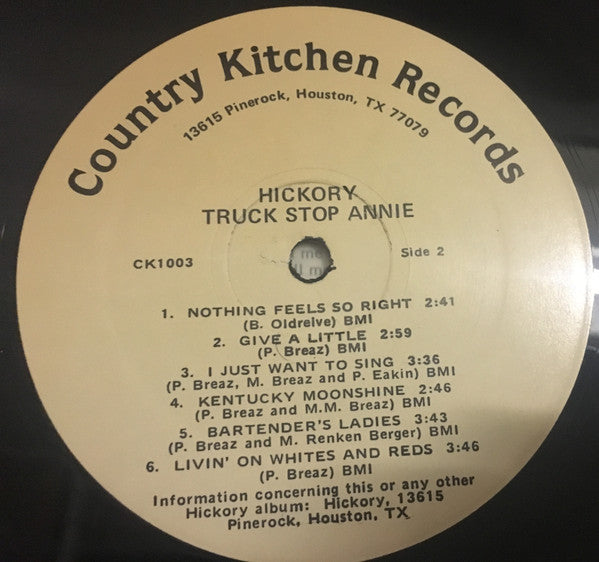 Country Kitchen Records
13615 Pinerock, Houston, TX 77079
HICKORY
TRUCK STOP ANNIE
CK1003
Side 2
1. NOTHING FEELS SO RIGHT 2:41
(B. Oldreive) BMI
2. GIVE A LITTLE 2:59
(P. Breaz) BMI
3. I JUST WANT TO SING 3:36
(P. Breaz, M. Breaz and P. Eakin) BMI
4. KENTUCKY MOONSHINE 2:46
(P. Breaz and M.M. Breaz) BMI
5. BARTENDER'S LADIES 3:43
(P. Breaz and M. Renken Berger) BMI
6. LIVIN' ON WHITES AND REDS 3:46
(P. Breaz) BMI
Information concerning this or any other
Hickory album: Hickory, 13615
Pinerock, Houston, TX